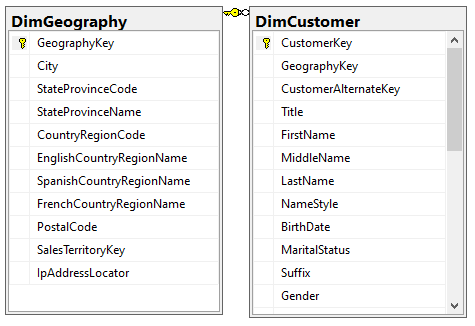 DimGeography
GeographyKey
City
StateProvinceCode
StateProvinceName
CountryRegionCode
EnglishCountryRegionName
SpanishCountryRegionName
FrenchCountryRegionName
PostalCode
SalesTerritoryKey
IpAddressLocator
DimCustomer
CustomerKey
GeographyKey
CustomerAlternateKey
Title
FirstName
MiddleName
LastName
NameStyle
BirthDate
MaritalStatus
Suffix
Gender